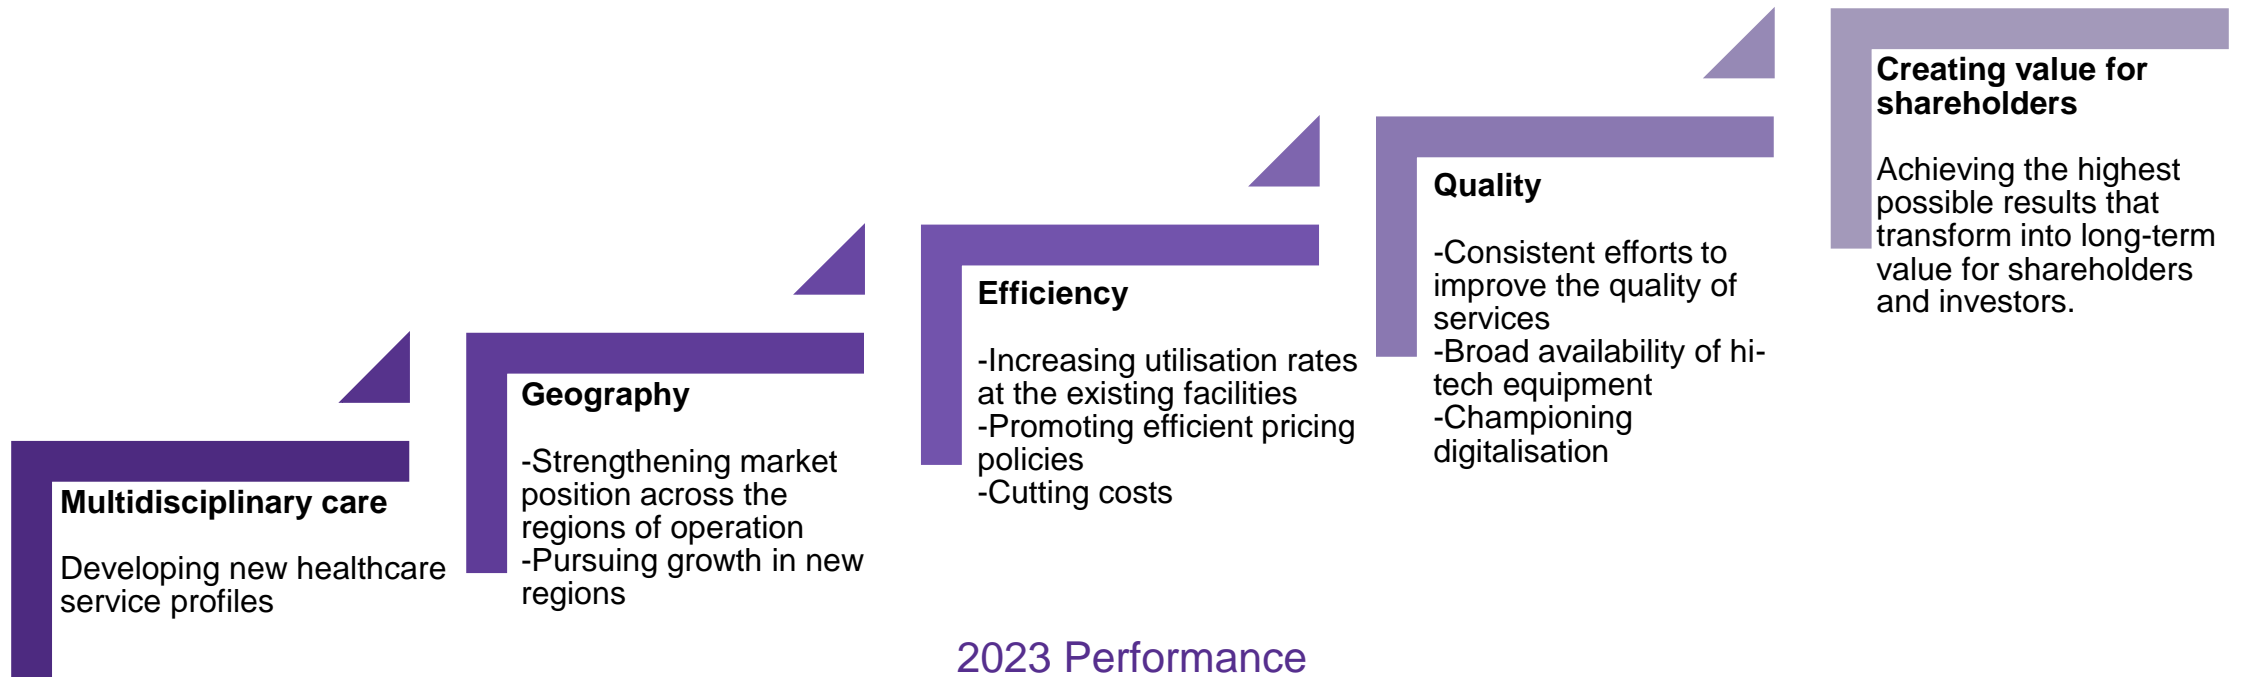 Multidisciplinary care
Developing new healthcare
service profiles
Geography
-Strengthening market
position across the
regions of operation
-Pursuing growth in new
regions
Efficiency
-Increasing utilisation rates
at the existing facilities
-Promoting efficient pricing
policies
-Cutting costs
Quality
-Consistent efforts to
improve the quality of
services
-Broad availability of hi-
tech equipment
-Championing
digitalisation
Creating value for
shareholders
Achieving the highest
possible results that
transform into long-term
value for shareholders
and investors.
2023 Performance